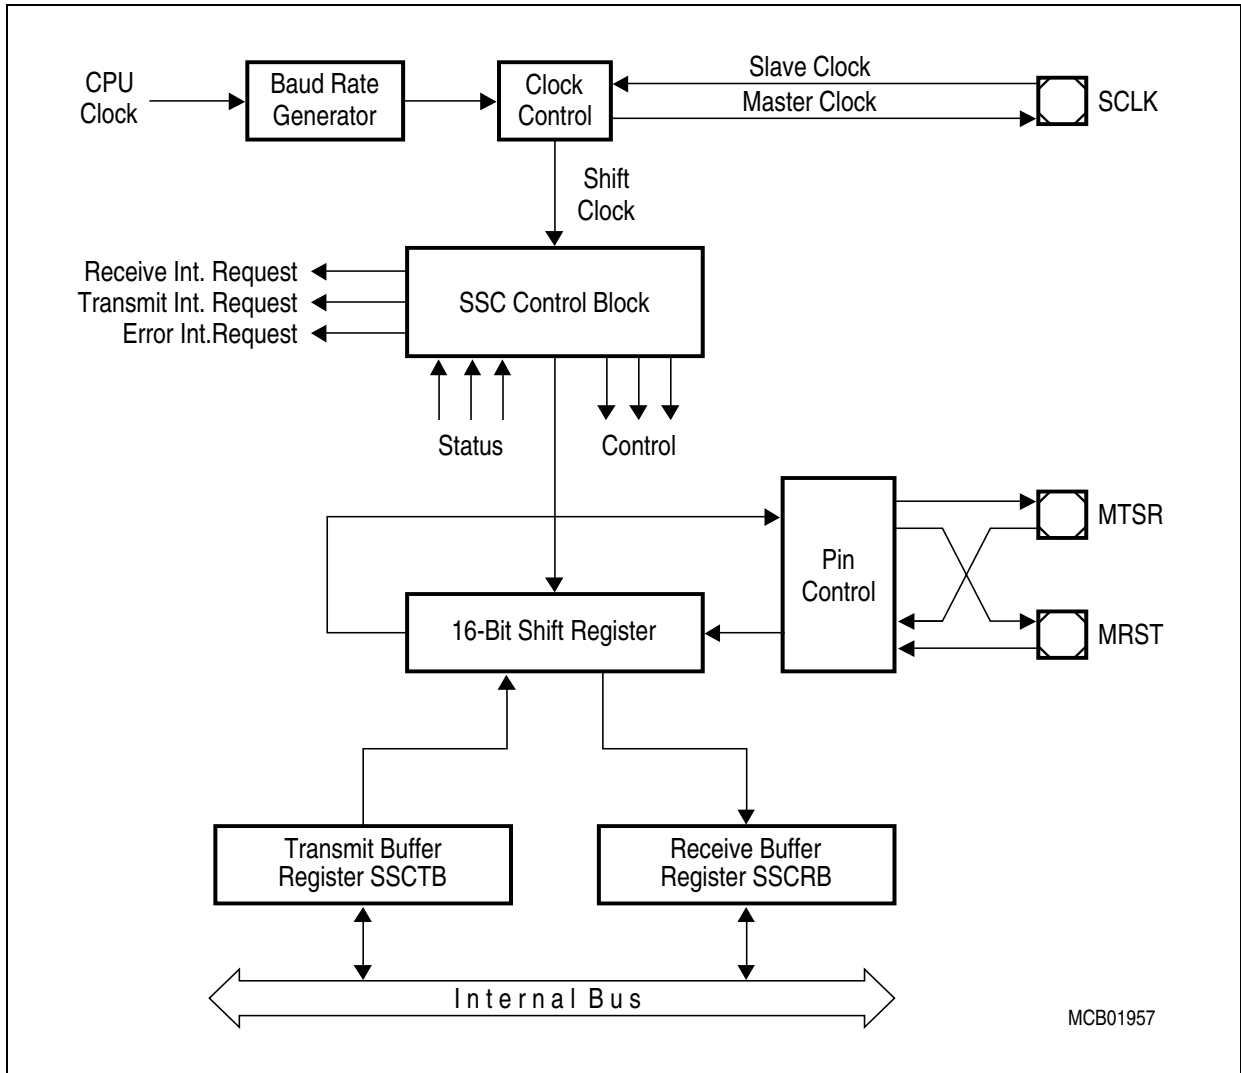 CPU
Clock
Baud Rate
Generator
Clock
Control
Slave Clock
Master Clock
SCLK
Shift
Clock
Receive Int. Request
Transmit Int. Request
Error Int.Request
SSC Control Block
Status
Control
Pin
Control
MTSR
MRST
16-Bit Shift Register
Transmit Buffer
Register SSCTB
Receive Buffer
Register SSCRB
Internal Bus
MCB01957